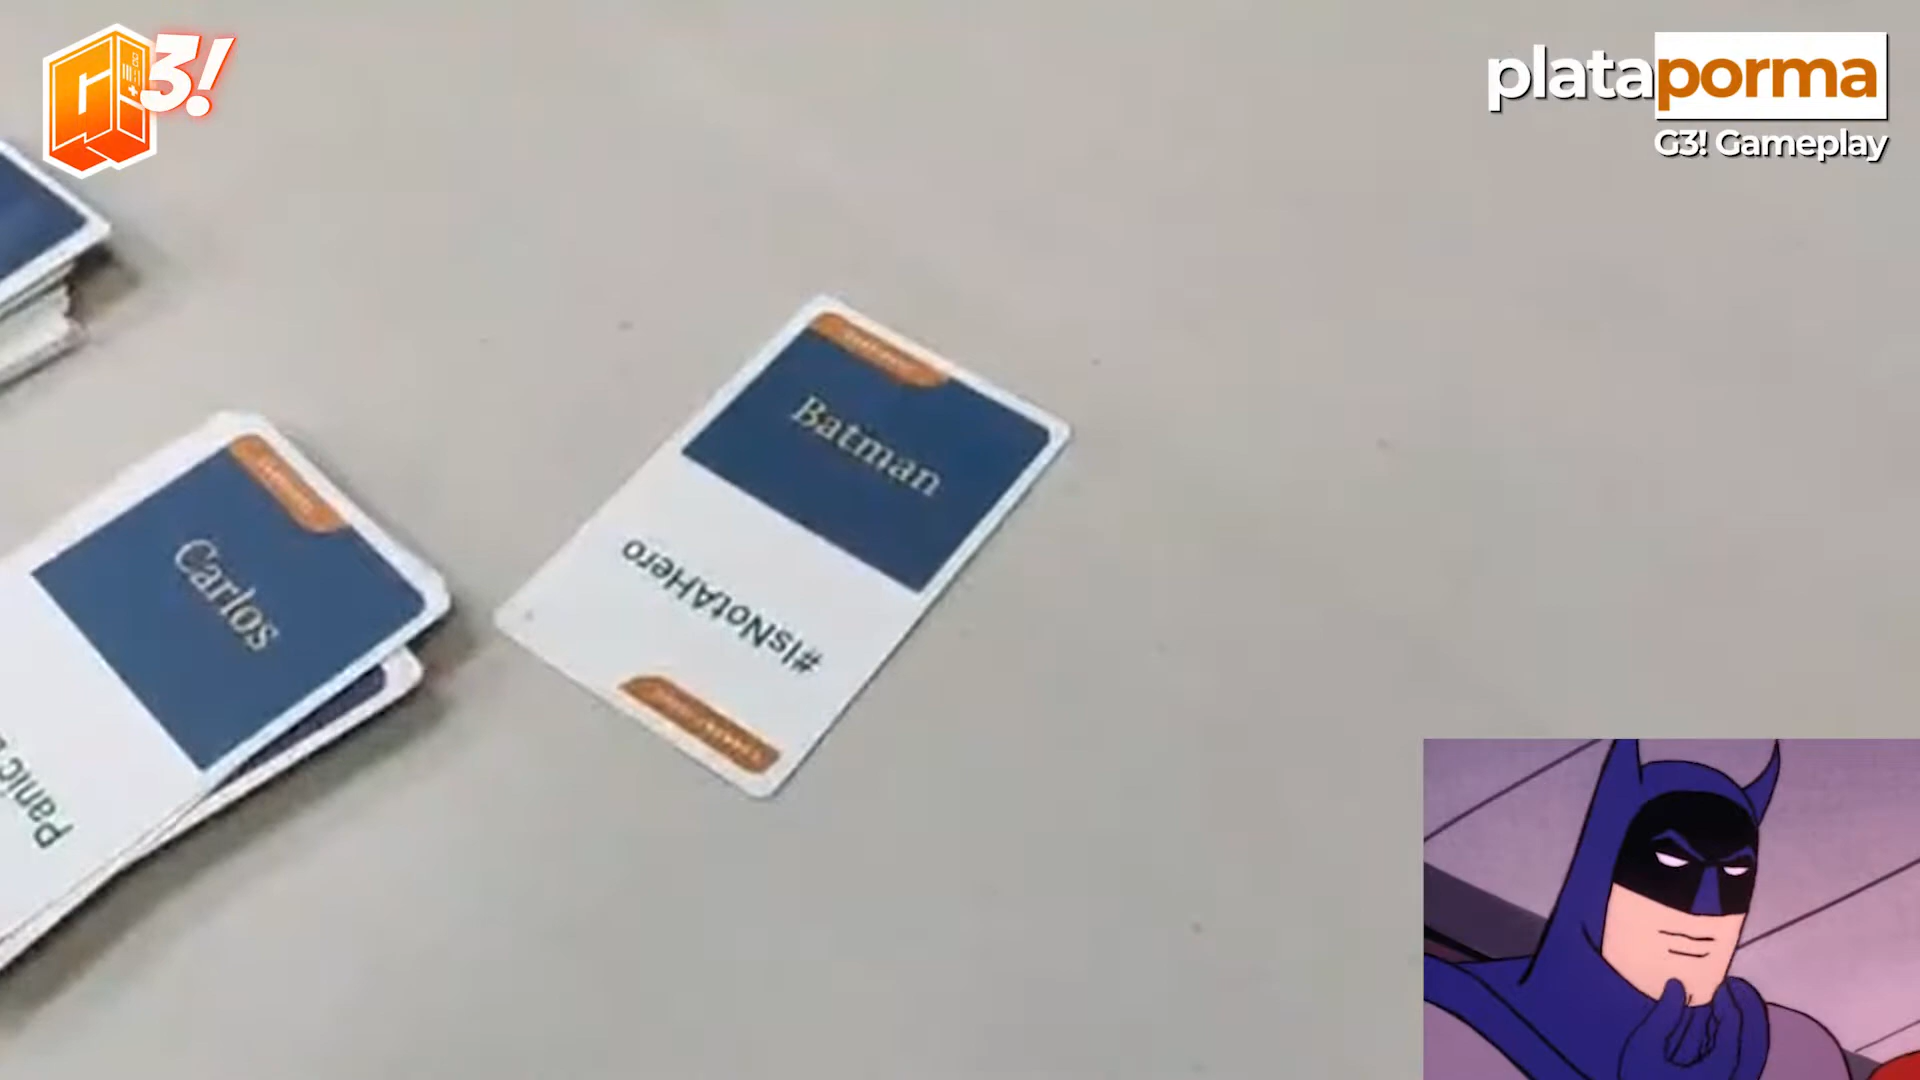 G3!
plataporma
G3! Gameplay
Batman
#IsNotAHero
Carlos
Panic